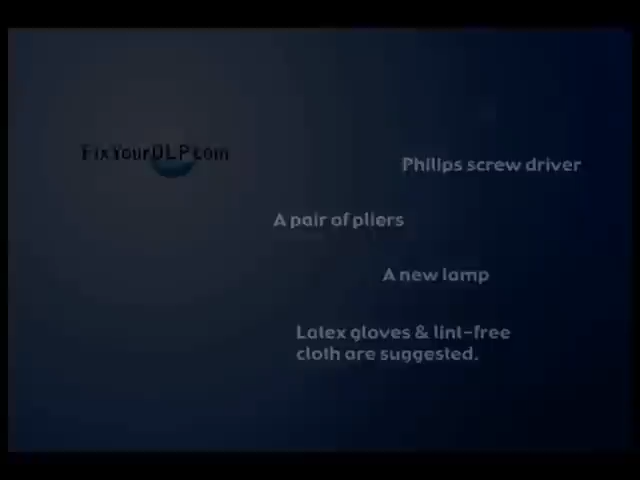 FixYourDLP.com
Philips screw driver
A pair of pliers
A new lamp
Latex gloves & lint-free
cloth are suggested.